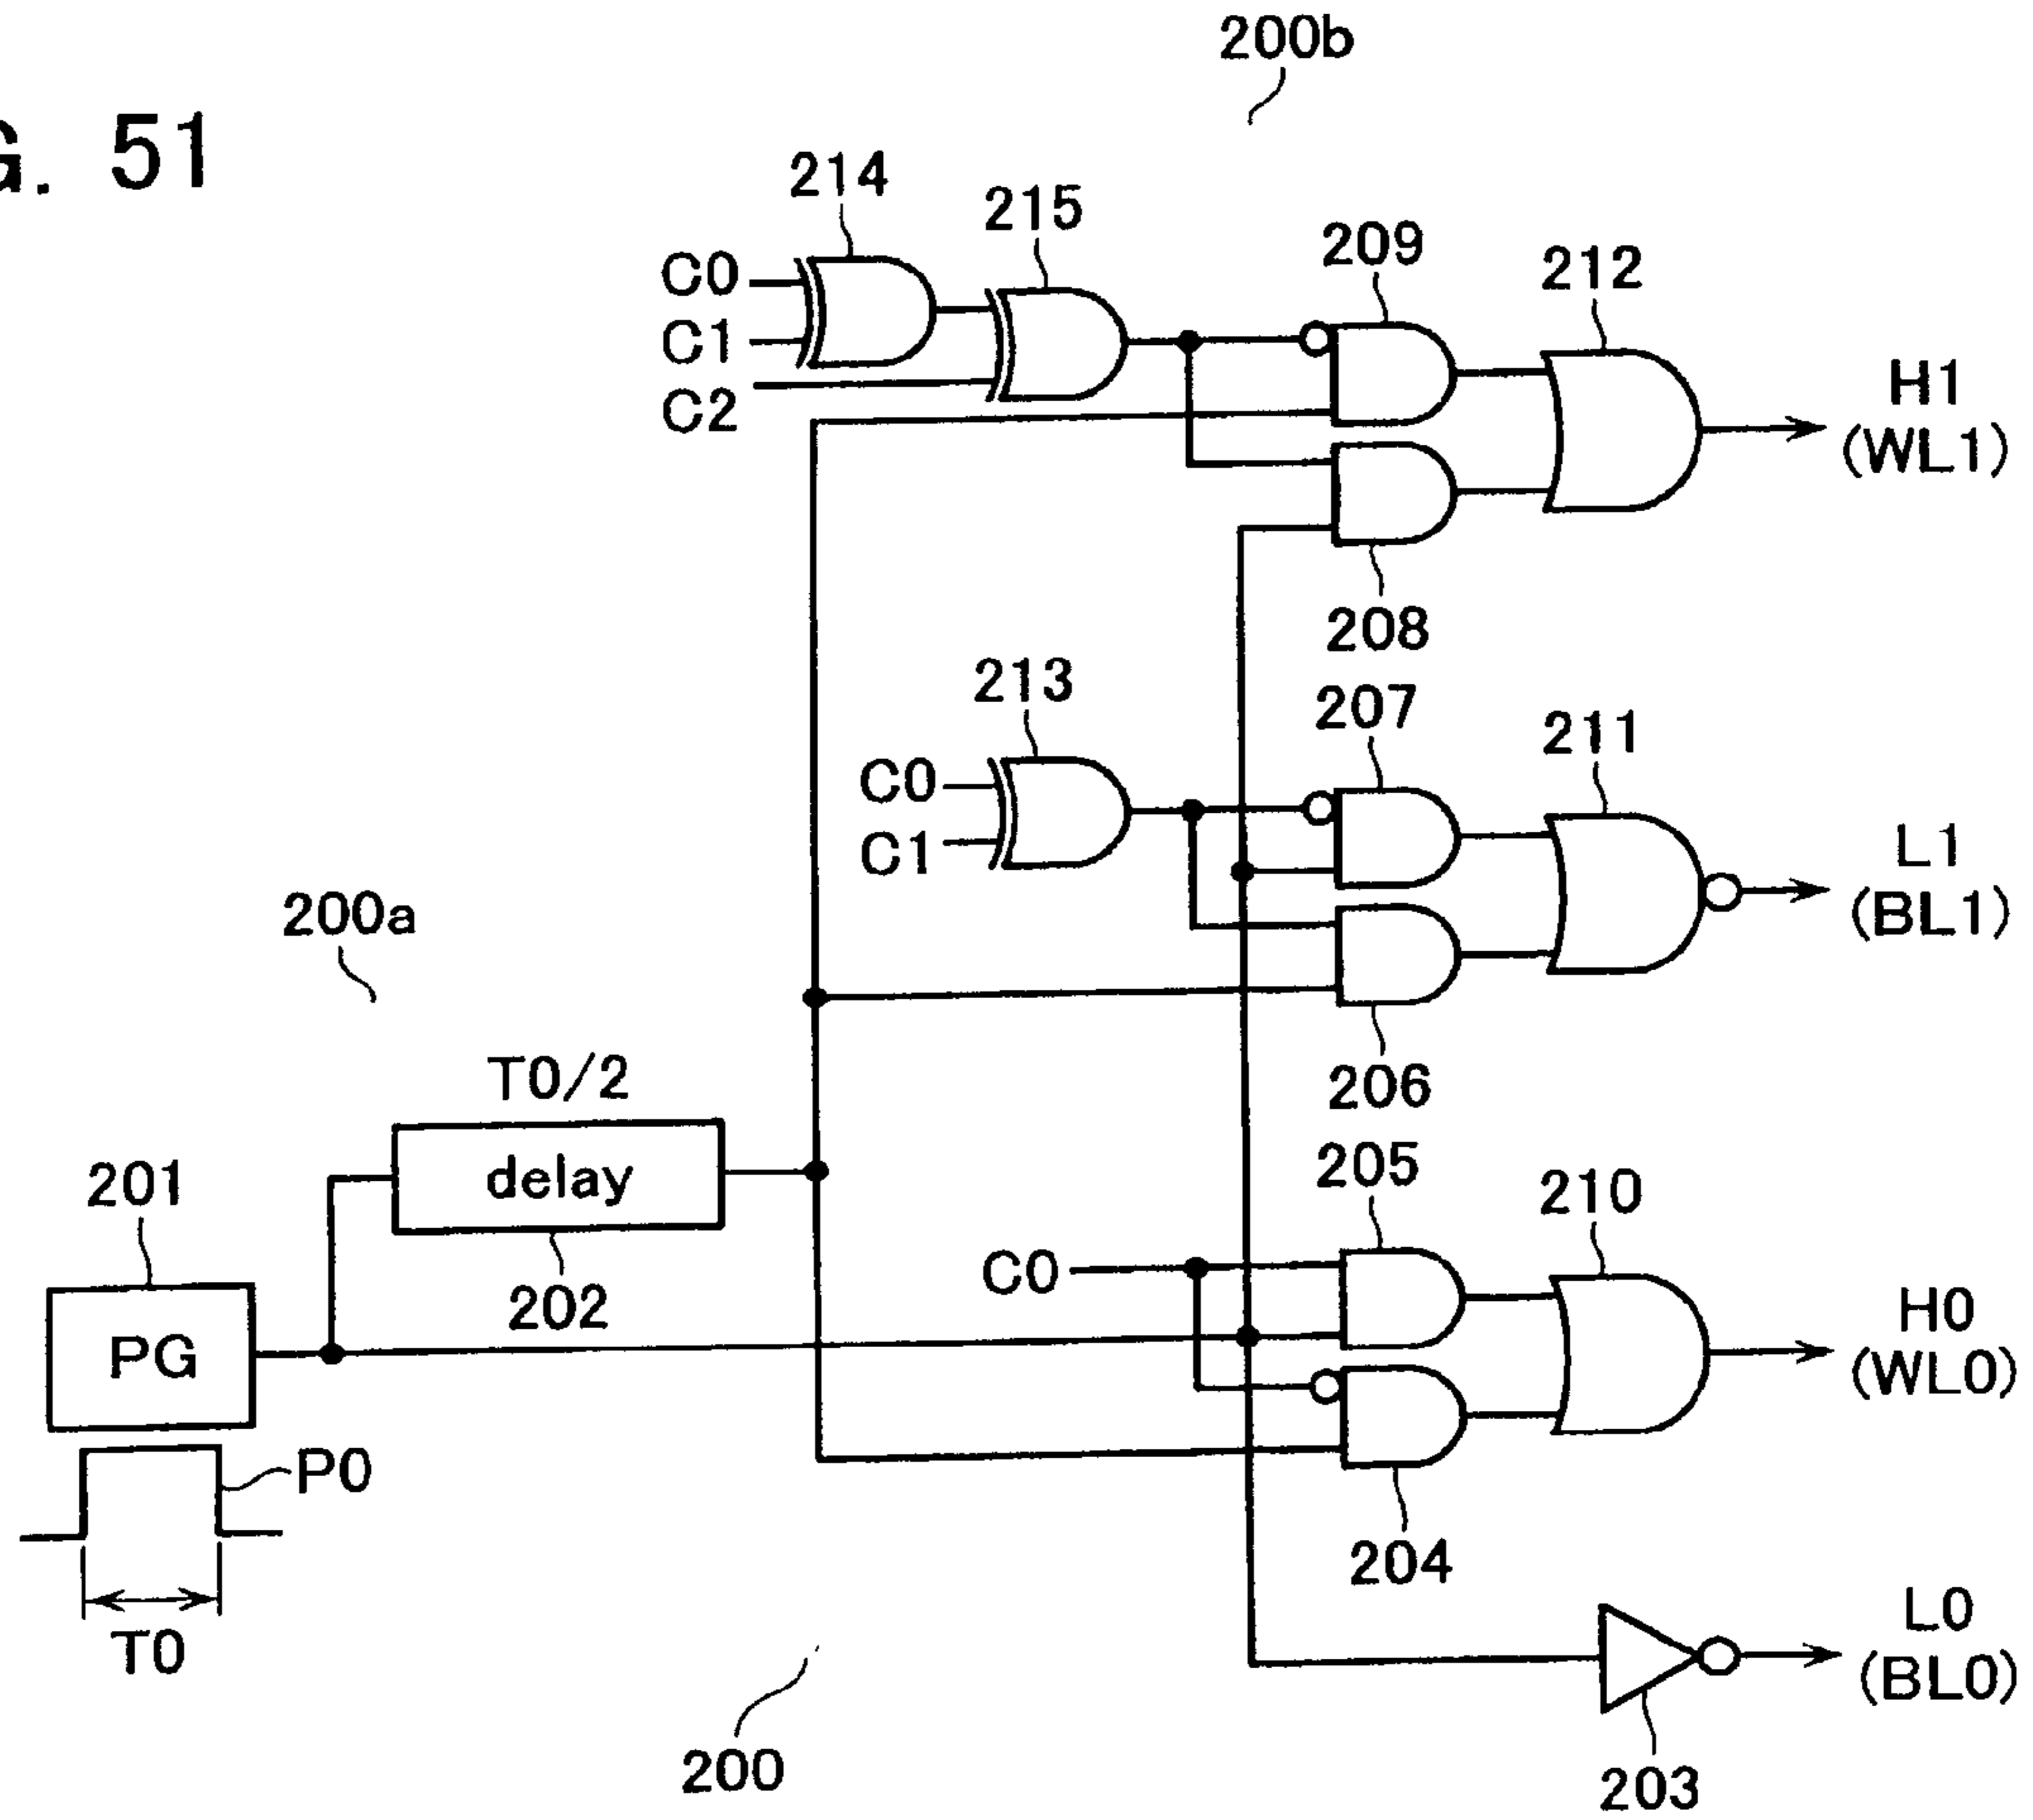 200b
G. 51
214
215
209
212
C0
C1
C2
H1
(WL1)
208
213
207
211
C0
C1
L1
(BL1)
200a
206
T0/2
delay
202
201
PG
205
210
C0
H0
(WL0)
P0
T0
204
L0
(BL0)
200
203